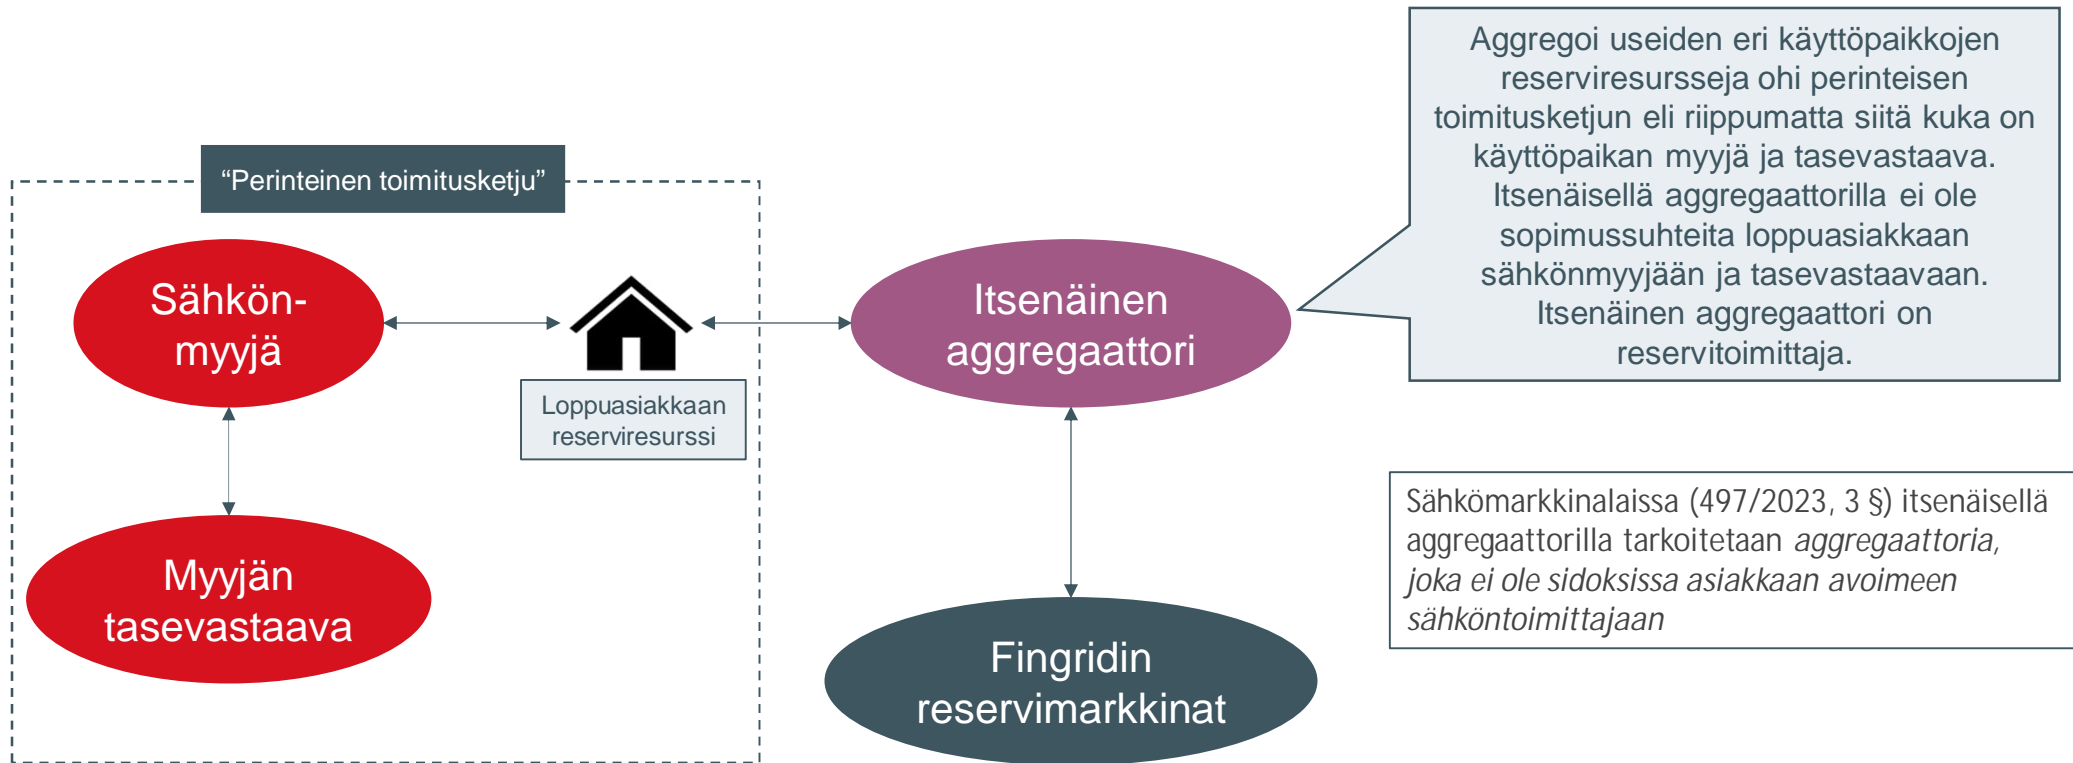 “Perinteinen toimitusketju”
Sähkön-
myyjä
Myyjän
tasevastaava
Loppuasiakkaan
reserviresurssi
Itsenäinen
aggregaattori
Fingridin
reservimarkkinat
Aggregoi useiden eri käyttöpaikkojen
reserviresursseja ohi perinteisen
toimitusketjun eli riippumatta siitä kuka on
käyttöpaikan myyjä ja tasevastaava.
Itsenäisellä aggregaattorilla ei ole
sopimussuhteita loppuasiakkaan
sähkönmyyjään ja tasevastaavaan.
Itsenäinen aggregaattori on
reservitoimittaja.
Sähkömarkkinalaissa (497/2023, 3 §) itsenäisellä
aggregaattorilla tarkoitetaan aggregaattoria,
joka ei ole sidoksissa asiakkaan avoimeen
sähköntoimittajaan